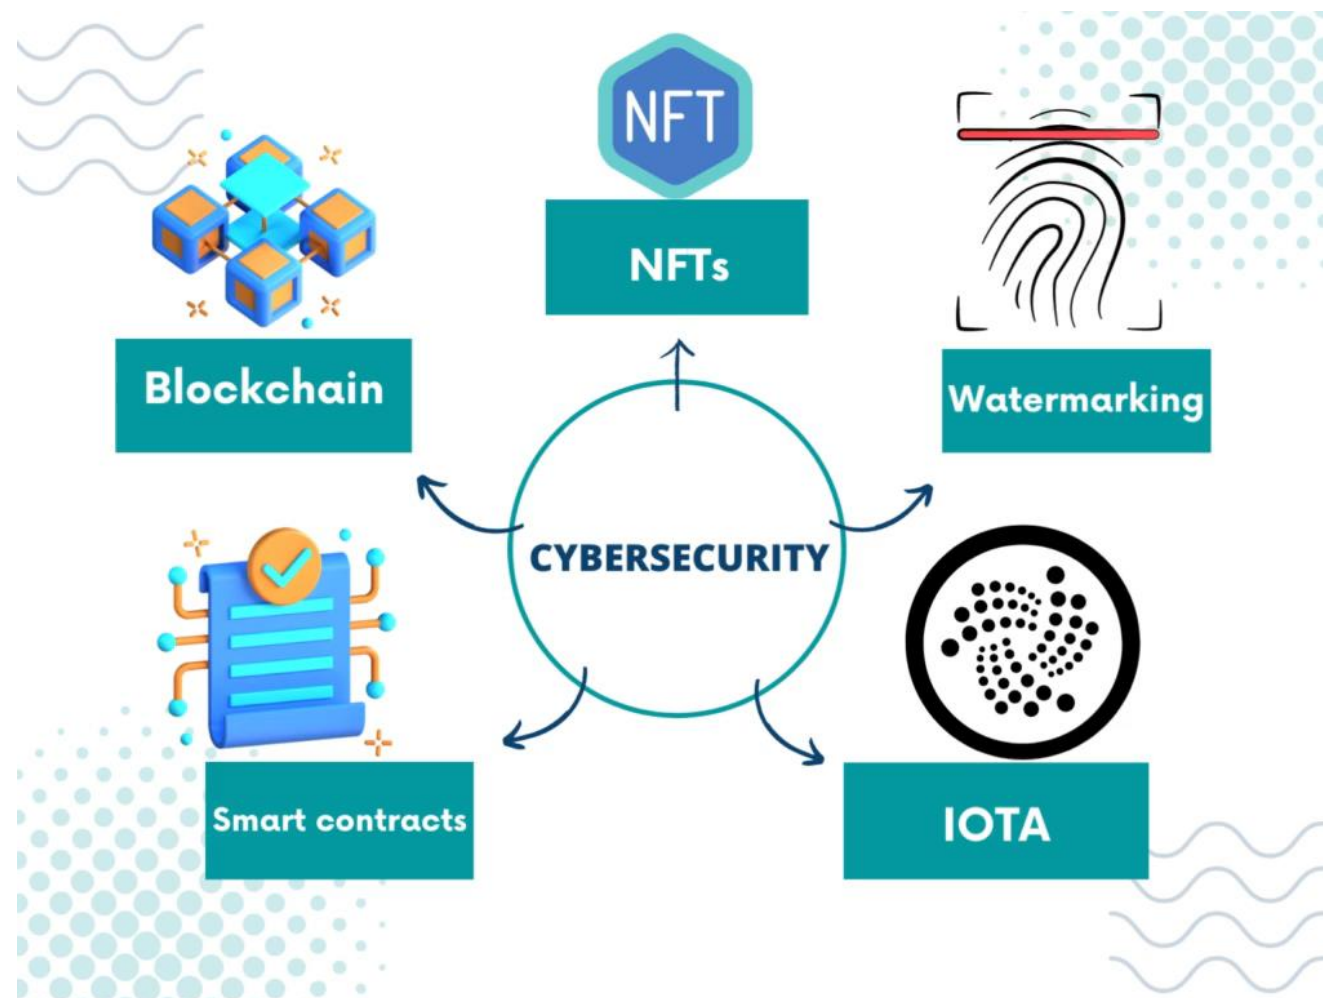 NFT
NFTs
Blockchain
Watermarking
CYBERSECURITY
Smart contracts
IOTA